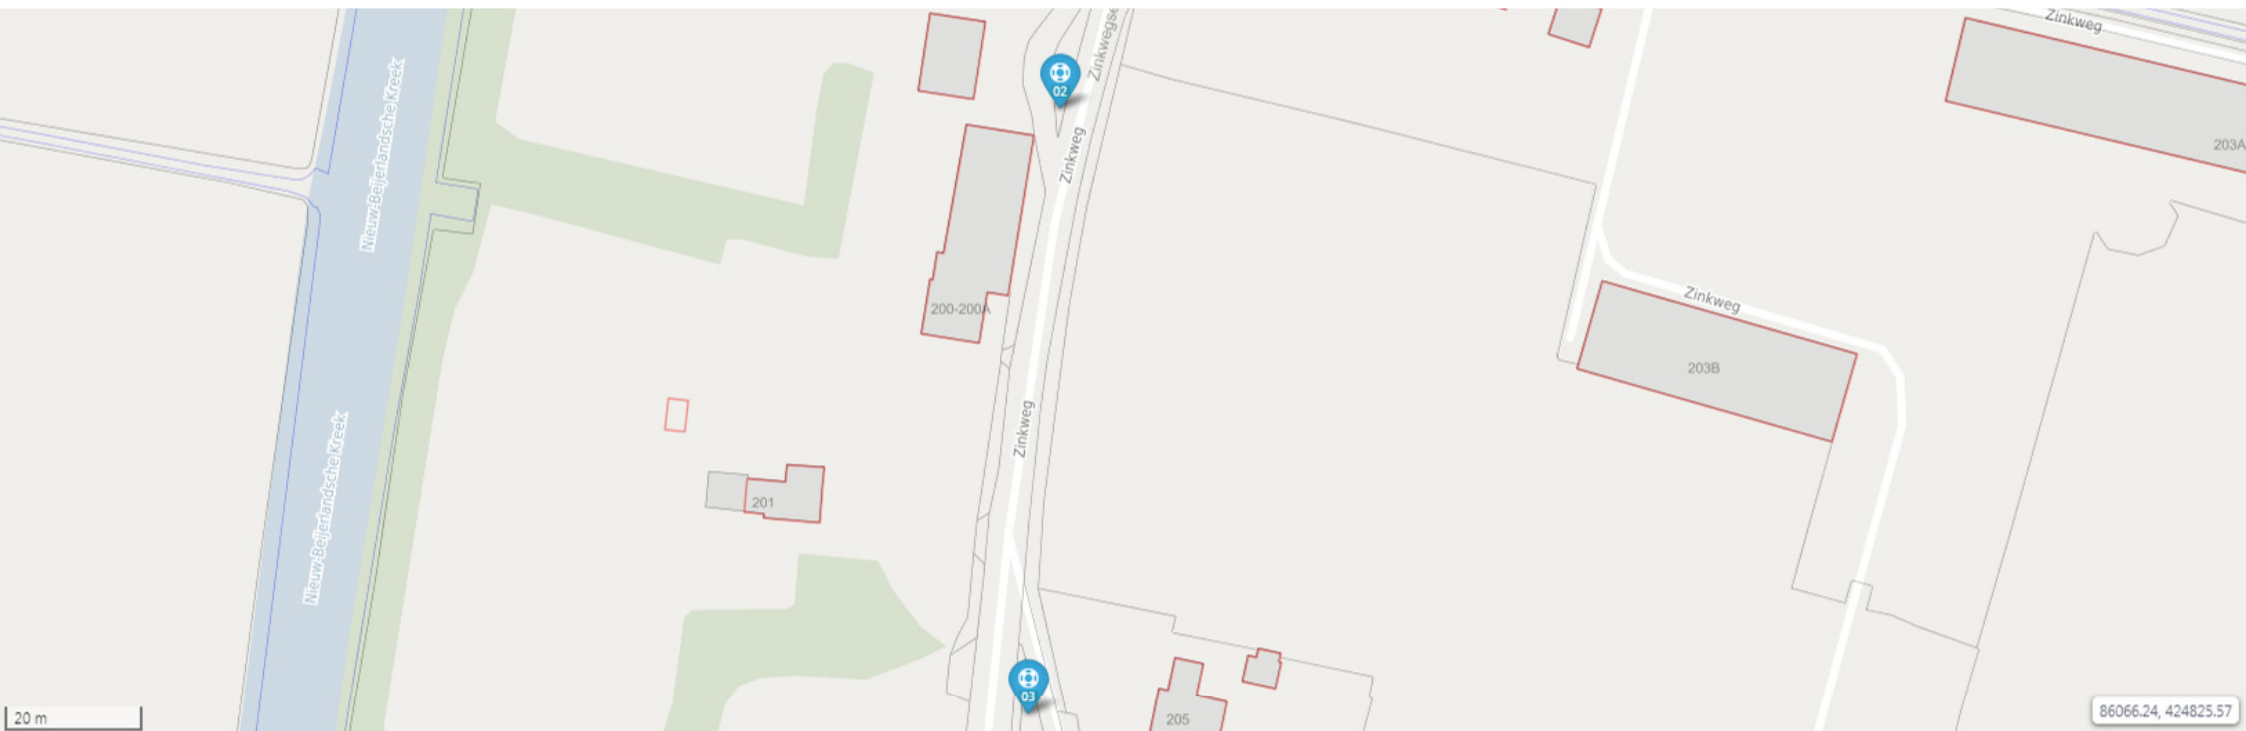 Zinkweg
Zinkwegse
Nieuw-Beijerlandsche Kreek
02
Zinkweg
203A
Zinkweg
200-200A
203B
Zinkweg
Nieuw-Beijerlandsche Kreek
201
03
205
20 m
86066.24, 424825.57